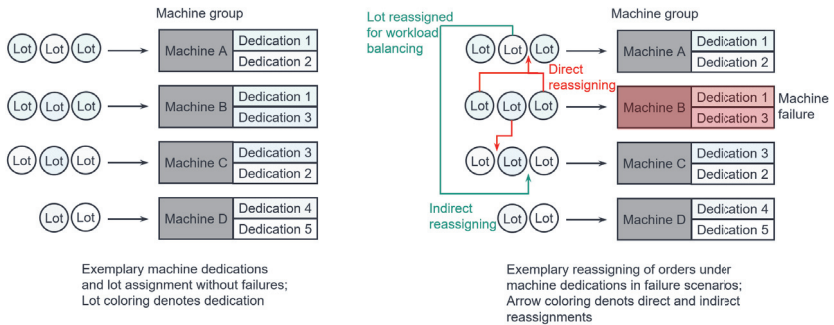 Machine group
Lot Lot Lot
Machine A
Dedication 1
Dedication 2
Lot Lot Lot
Machine B
Dedication 1
Dedication 3
Lot Lot Lot
Machine C
Dedication 3
Dedication 2
Lot Lot
Machine D
Dedication 4
Dedication 5
Exemplary machine dedications
and lot assignment without failures;
Lot coloring denotes dedication
Lot reassigned
for workload
balancing
Machine group
Lot Lot Lot
Machine A
Dedication 1
Dedication 2
Direct
reassigning
Lot Lot Lot
Machine B
Dedication 1
Dedication 3
Machine
failure
Lot Lot Lot
Machine C
Dedication 3
Dedication 2
Indirect
reassigning
Lot Lot
Machine D
Dedication 4
Dedication 5
Exemplary reassigning of orders under
machine dedications in failure scenarios;
Arrow coloring denots direct and indirect
reassignments